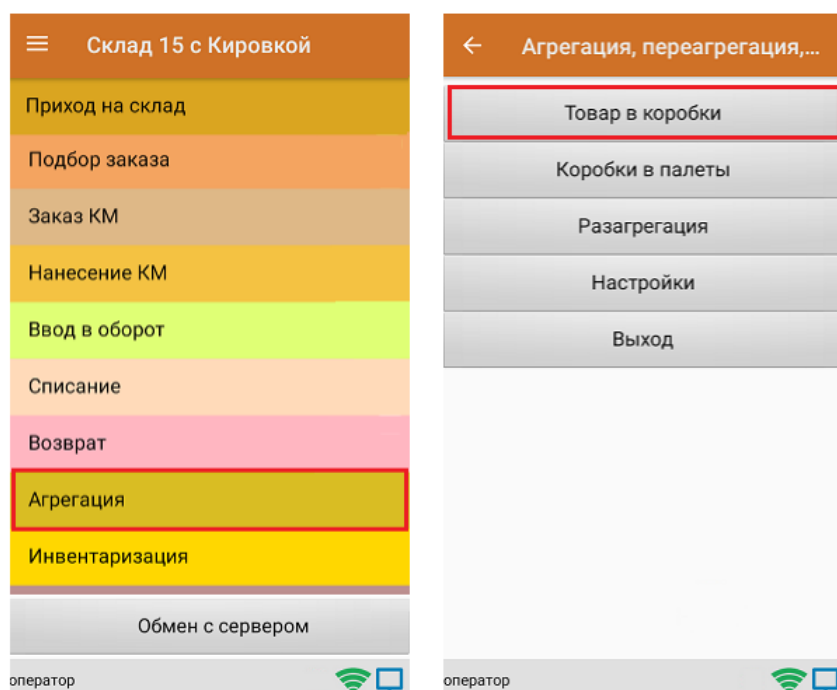 Склад 15 с Кировкой
Приход на склад
Подбор заказа
Заказ КМ
Нанесение КМ
Ввод в оборот
Списание
Возврат
Агрегация
Инвентаризация
Обмен с сервером
оператор
Агрегация, переагрегация,...
Товар в коробки
Коробки в палеты
Разагрегация
Настройки
Выход
оператор